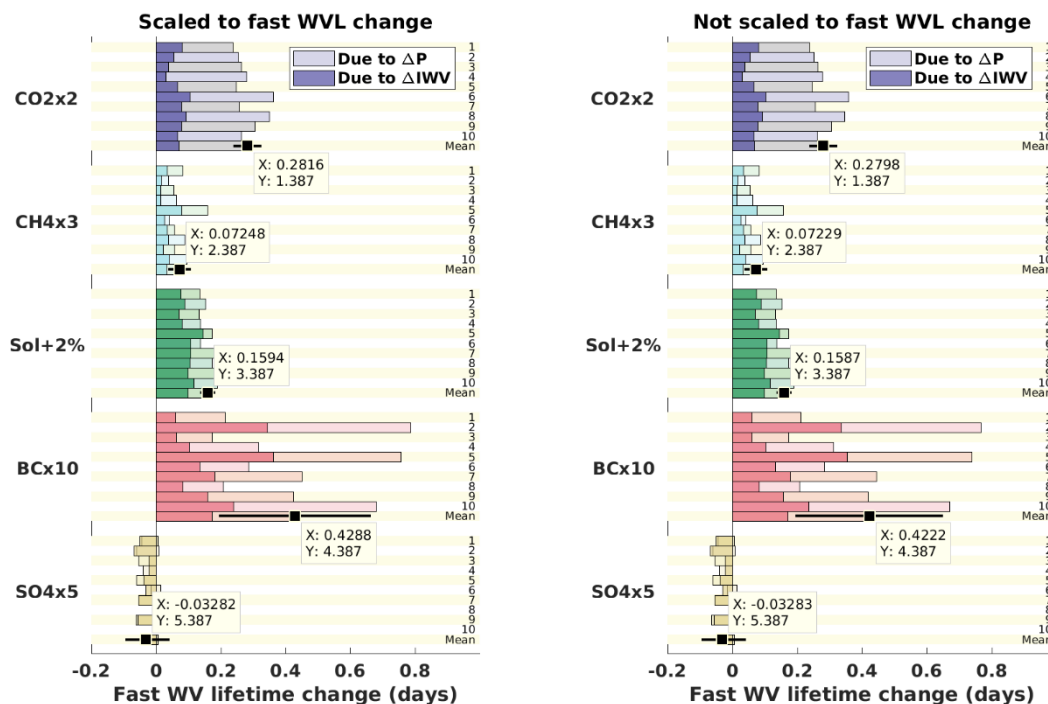 Scaled to fast WVL change
Due to ΔP
Due to ΔIWV
CO2x2
1
2
3
4
5
6
7
8
9
10
Mean
X: 0.2816
Y: 1.387
CH4x3
1
2
3
4
5
6
7
8
9
10
Mean
X: 0.07248
Y: 2.387
Sol+2%
1
2
3
4
5
6
7
8
9
10
Mean
X: 0.1594
Y: 3.387
BCx10
1
2
3
4
5
6
7
8
9
10
Mean
X: 0.4288
Y: 4.387
SO4x5
1
2
3
4
5
6
7
8
9
10
Mean
X: -0.03282
Y: 5.387
-0.2 0 0.2 0.4 0.6 0.8
Fast WV lifetime change (days)
Not scaled to fast WVL change
Due to ΔP
Due to ΔIWV
CO2x2
Mean
X: 0.2798
Y: 1.387
CH4x3
Mean
X: 0.07229
Y: 2.387
Sol+2%
Mean
X: 0.1587
Y: 3.387
BCx10
Mean
X: 0.4222
Y: 4.387
SO4x5
Mean
X: -0.03283
Y: 5.387
-0.2 0 0.2 0.4 0.6 0.8
Fast WV lifetime change (days)